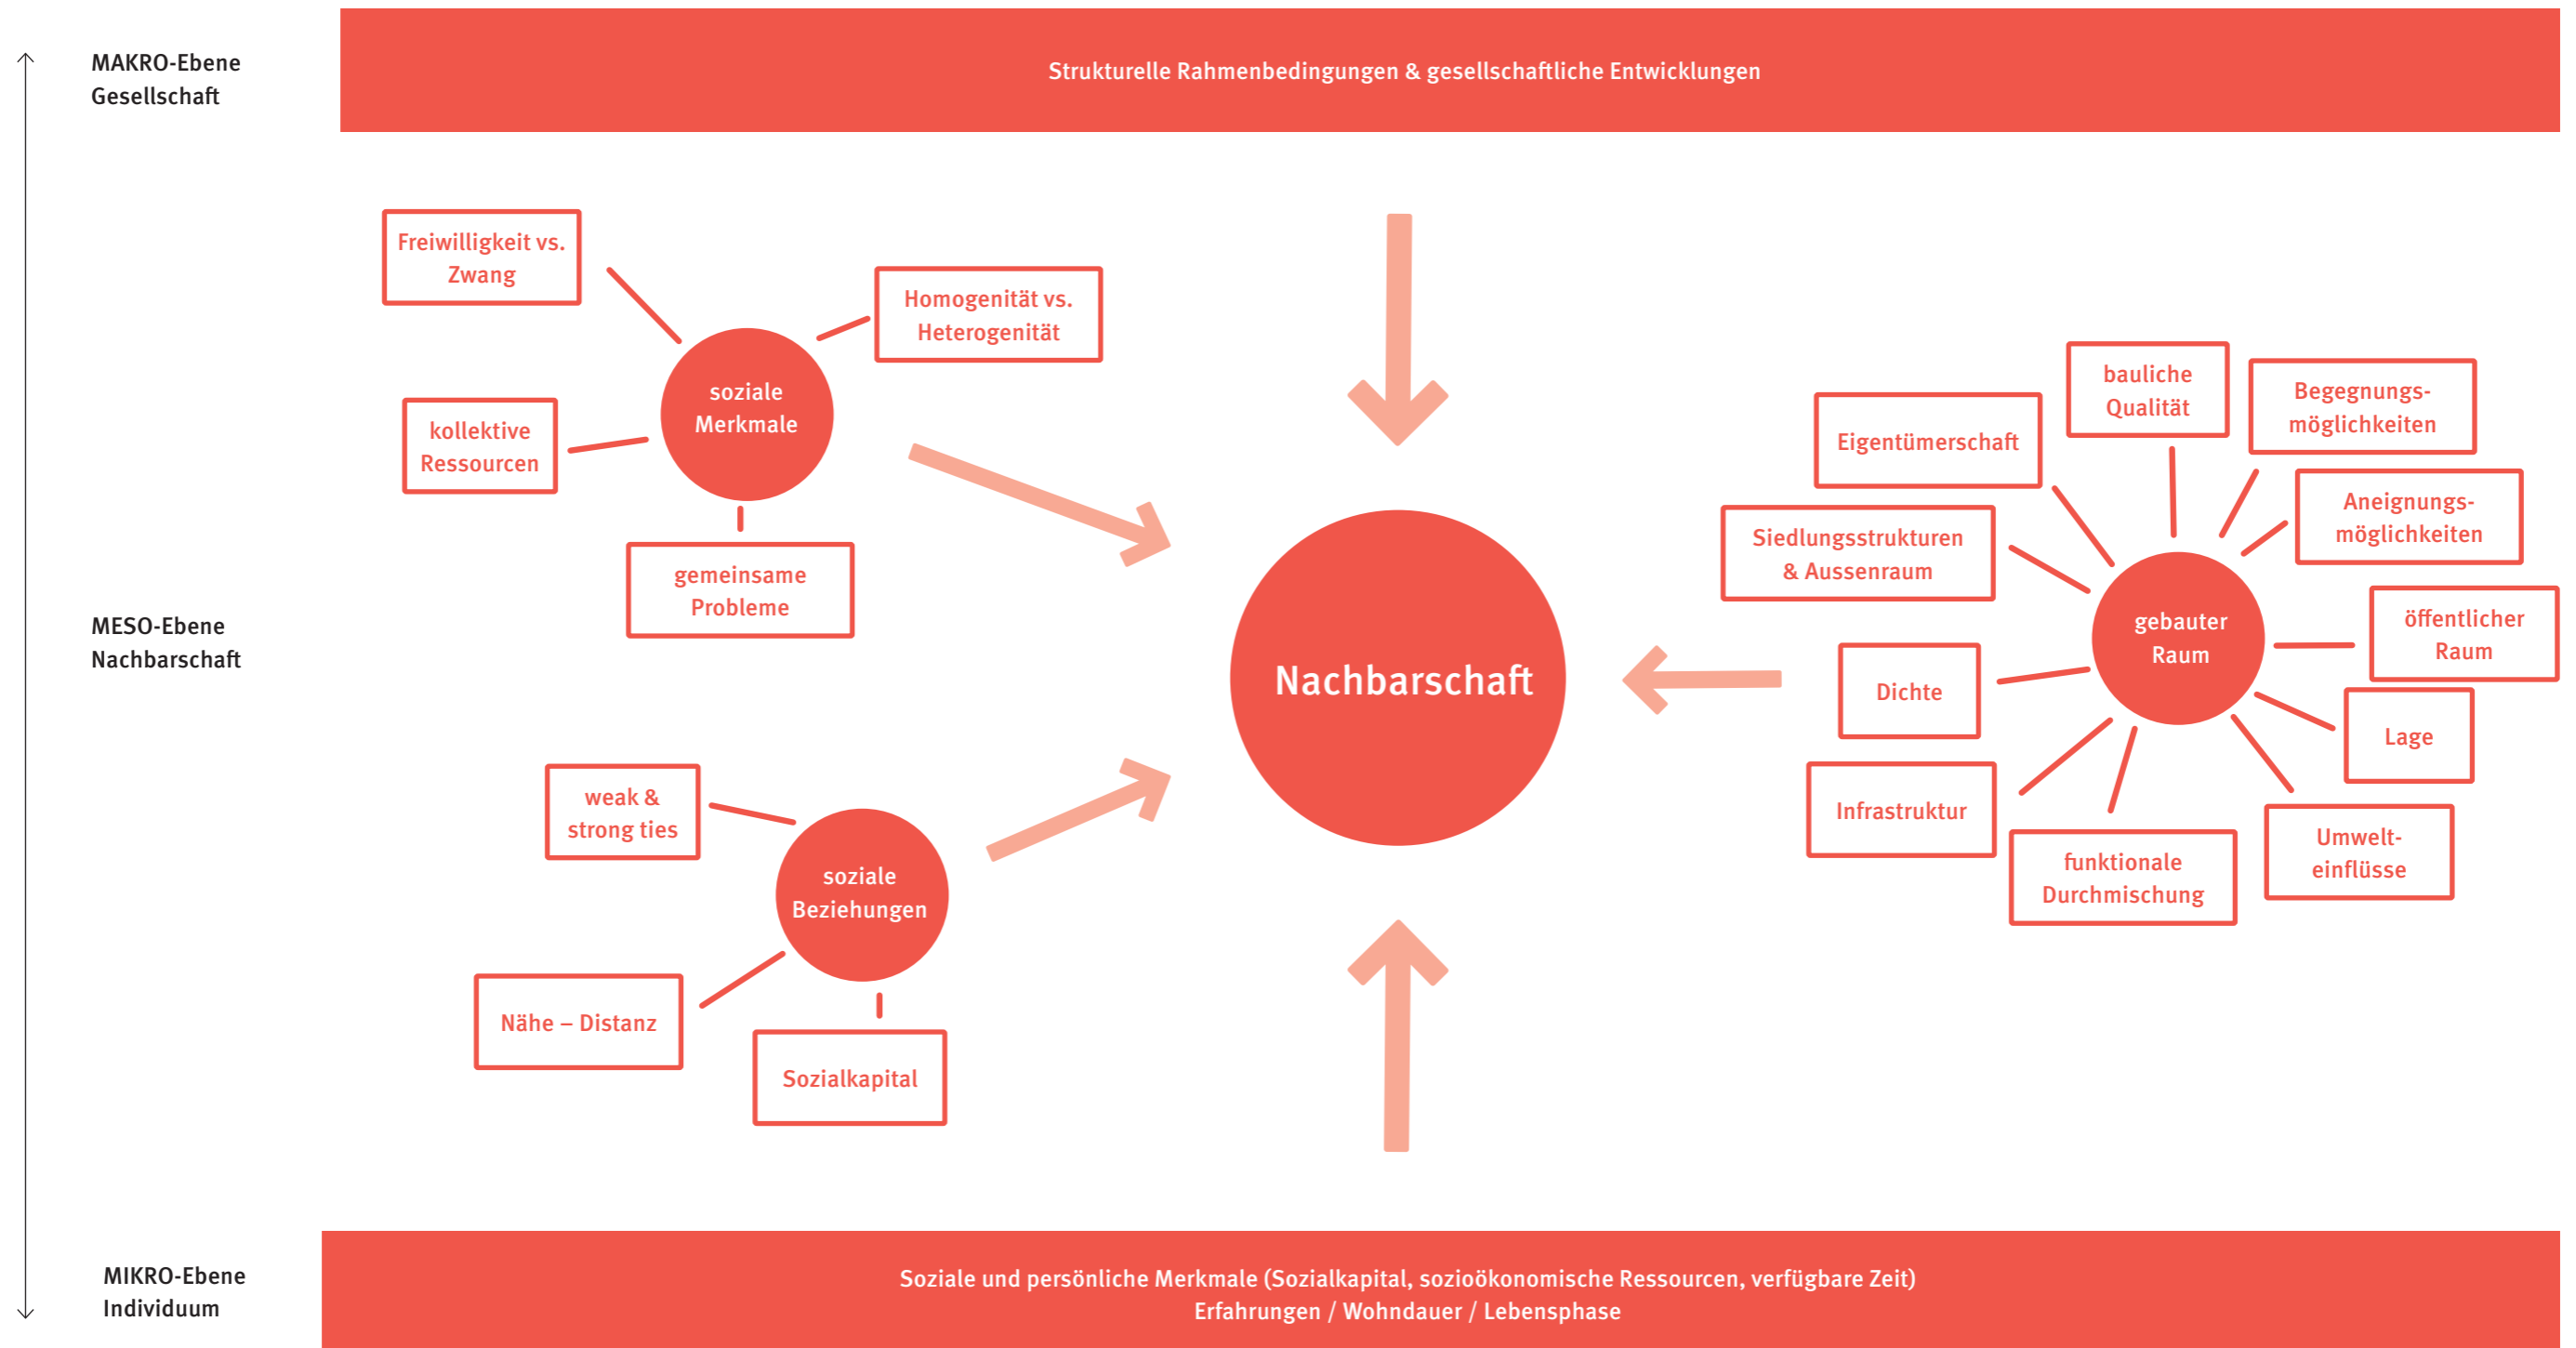 MAKRO-Ebene
Gesellschaft
Strukturelle Rahmenbedingungen & gesellschaftliche Entwicklungen
Freiwilligkeit vs.
Zwang
Homogenität vs.
Heterogenität
soziale
Merkmale
kollektive
Ressourcen
gemeinsame
Probleme
MESO-Ebene
Nachbarschaft
Nachbarschaft
bauliche
Qualität
Begegnungs-
möglichkeiten
Eigentümerschaft
Aneignungs-
möglichkeiten
Siedlungsstrukturen
& Aussenraum
gebauter
Raum
öffentlicher
Raum
Dichte
Lage
Infrastruktur
funktionale
Durchmischung
Umwelt-
einflüsse
weak &
strong ties
soziale
Beziehungen
Nähe – Distanz
Sozialkapital
MIKRO-Ebene
Individuum
Soziale und persönliche Merkmale (Sozialkapital, sozioökonomische Ressourcen, verfügbare Zeit)
Erfahrungen / Wohndauer / Lebensphase